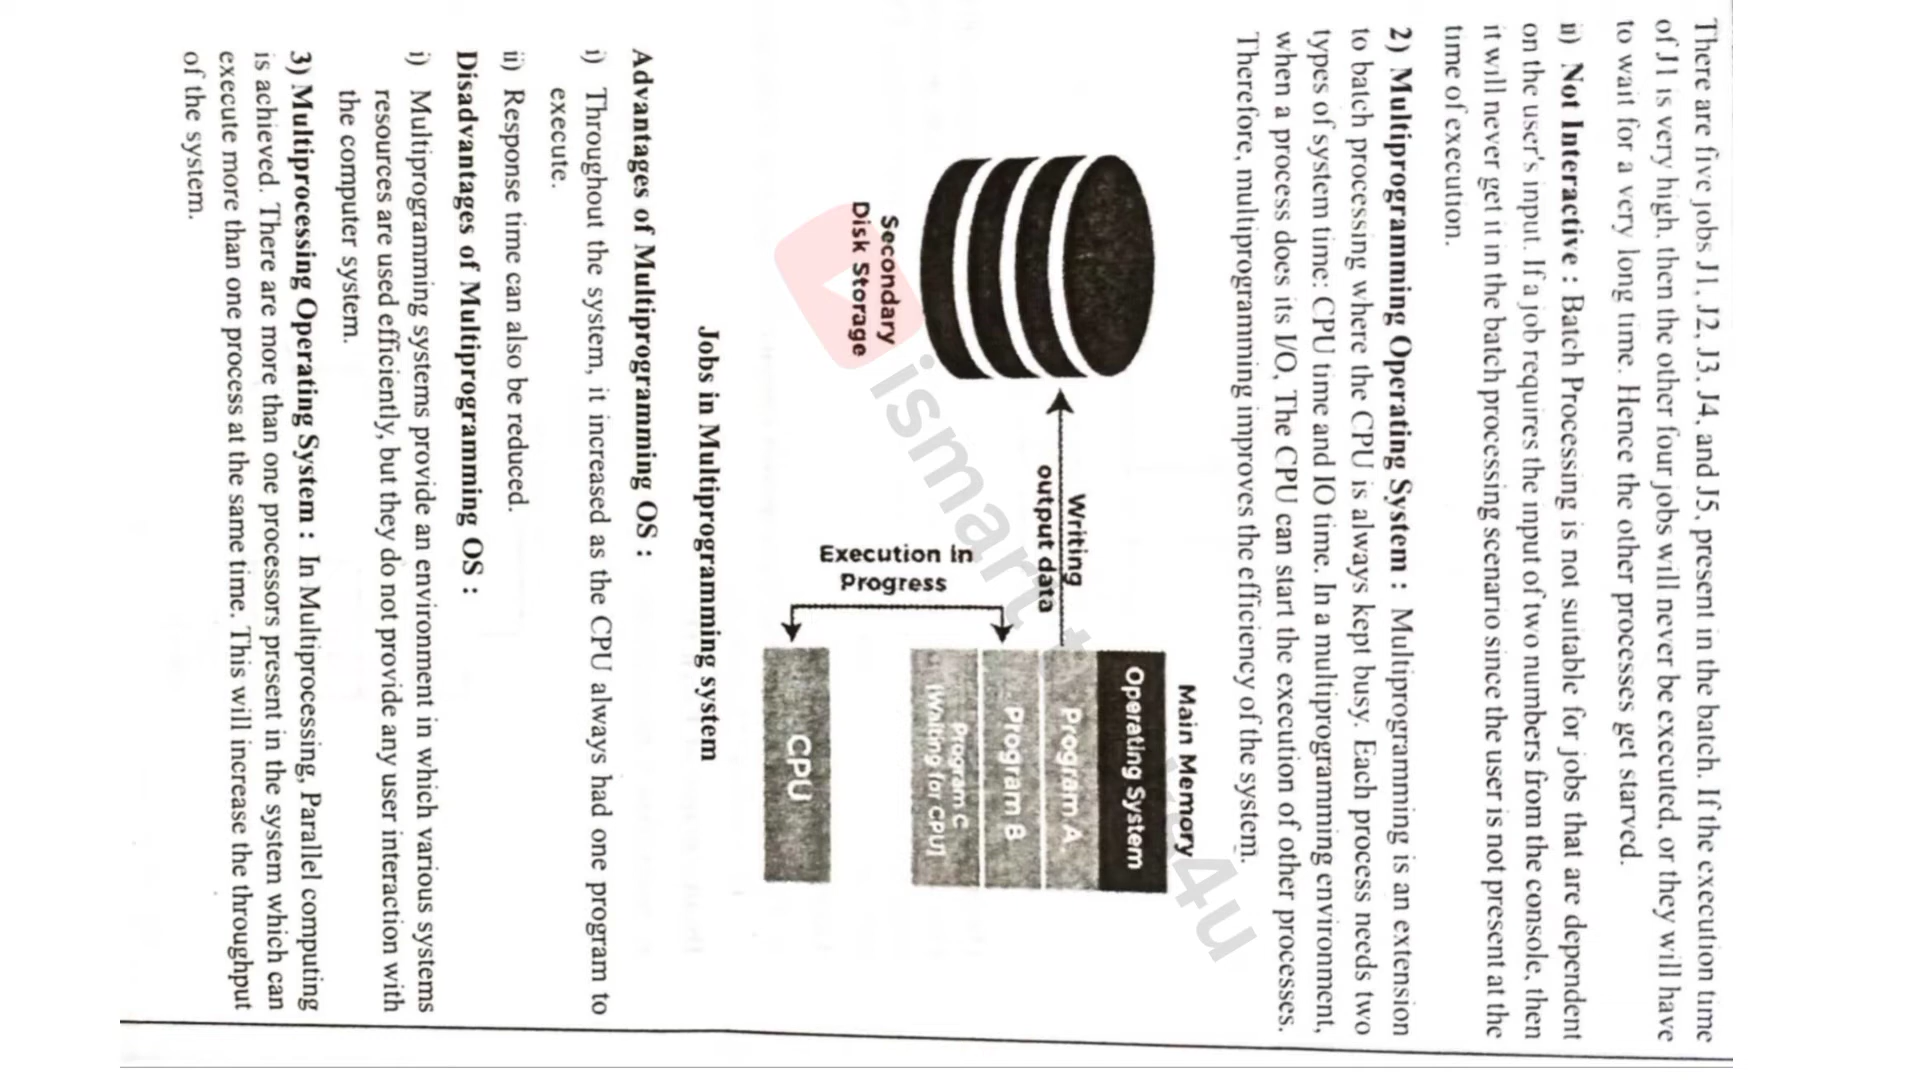 There are five jobs J1, J2, J3, J4, and J5, present in the batch. If the execution time
of J1 is very high, then the other four jobs will never be executed, or they will have
to wait for a very long time. Hence the other processes get starved.
ii) Not Interactive : Batch Processing is not suitable for jobs that are dependent
on the user's input. If a job requires the input of two numbers from the console, then
it will never get it in the batch processing scenario since the user is not present at the
time of execution.
2) Multiprogramming Operating System : Multiprogramming is an extension
to batch processing where the CPU is always kept busy. Each process needs two
types of system time: CPU time and IO time. In a multiprogramming environment,
when a process does its I/O, The CPU can start the execution of other processes.
Therefore, multiprogramming improves the efficiency of the system.
Main Memory
Operating System
Program A
Program B
Program C
(Waiting for CPU)
CPU
Writing
output data
Execution in
Progress
Secondary
Disk Storage
Jobs in Multiprogramming system
Advantages of Multiprogramming OS :
i) Throughout the system, it increased as the CPU always had one program to
execute.
ii) Response time can also be reduced.
Disadvantages of Multiprogramming OS :
i) Multiprogramming systems provide an environment in which various systems
resources are used efficiently, but they do not provide any user interaction with
the computer system.
3) Multiprocessing Operating System : In Multiprocessing, Parallel computing
is achieved. There are more than one processors present in the system which can
execute more than one process at the same time. This will increase the throughput
of the system.
ismart
4u